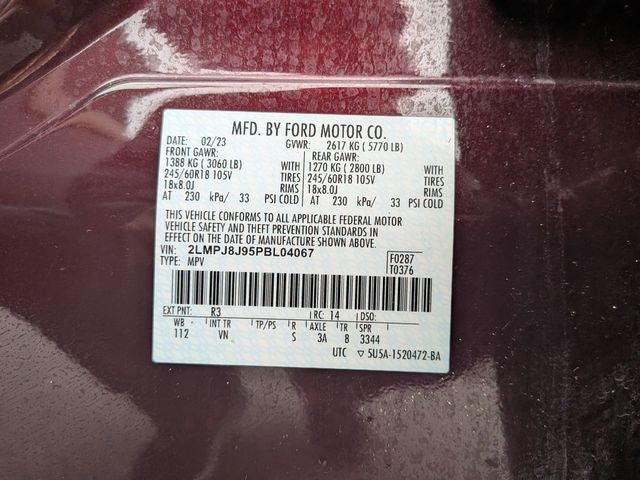 MFD. BY FORD MOTOR CO.
DATE: 02/23 GVWR: 2617 KG ( 5770 LB)
FRONT GAWR: REAR GAWR:
1388 KG ( 3060 LB) WITH 1270 KG ( 2800 LB) WITH
245/60R18 105V TIRES 245/60R18 105V TIRES
18x8.0J RIMS 18x8.0J RIMS
AT 230 kPa/ 33 PSI COLD AT 230 kPa/ 33 PSI COLD
THIS VEHICLE CONFORMS TO ALL APPLICABLE FEDERAL MOTOR
VEHICLE SAFETY AND THEFT PREVENTION STANDARDS IN
EFFECT ON THE DATE OF MANUFACTURE SHOWN ABOVE.
VIN: 2LMPJ8J95PBL04067 F0287
TYPE: MPV T0376
EXT PNT: R3 RC: 14 DSO:
WB INT TR TP/PS R AXLE TR SPR
112 VN S 3A 8 3344
UTC ▽ 5U5A-1520472-BA